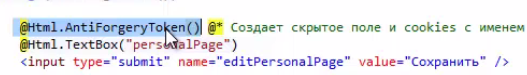 @Html.AntiForgeryToken() @* Создает скрытое поле и cookies с именем
@Html.TextBox("personalPage")
<input type="submit" name="editPersonalPage" value="Сохранить" />